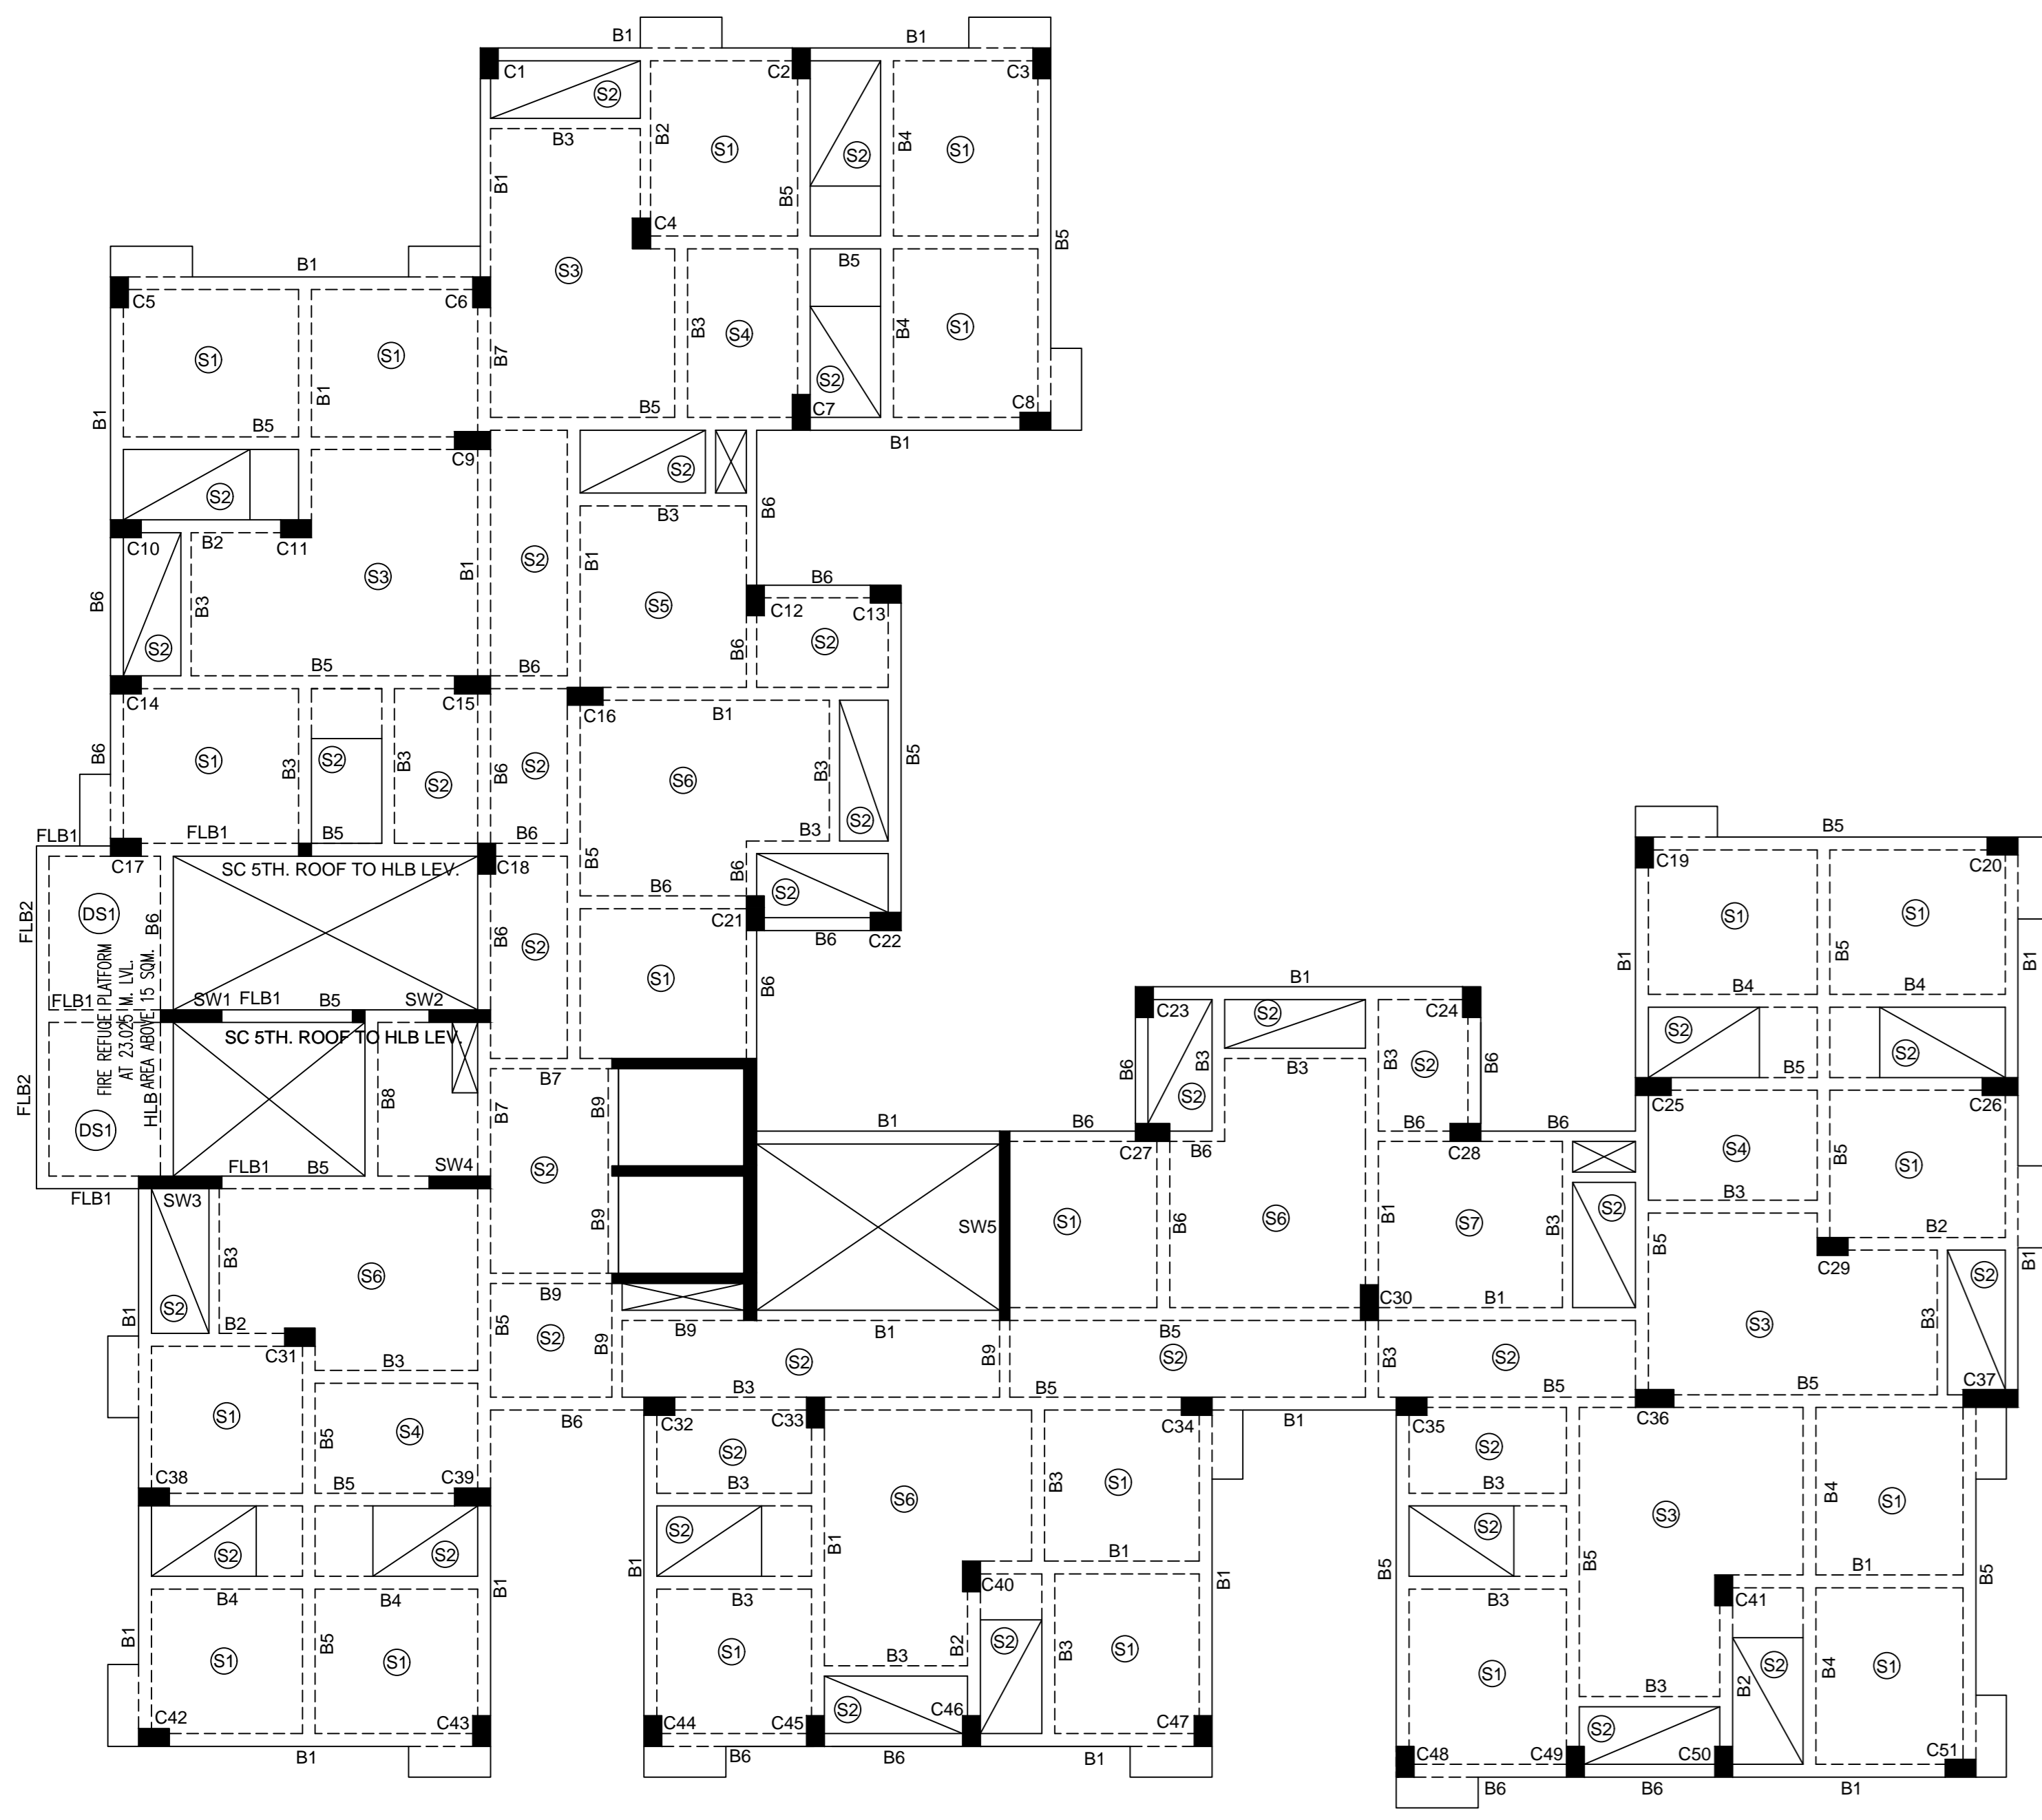 B1
B1
C1
C2
C3
S2
B3
B2
S1
S2
B4
S1
B1
B5
C4
B5
B1
S3
B5
C5
C6
S1
S1
B7
B3
S4
B4
S1
B1
S2
B1
B5
C7
C8
B5
C9
B1
S2
S2
B6
B3
C10
B2
C11
S3
B1
S2
B1
B6
B6
B3
S5
C12
C13
S2
B6
S2
B5
B6
C14
C15
C16
B1
B6
S1
B3
S2
B3
S2
B6
S2
S6
B3
B5
S2
FLB1
FLB1
B5
B6
B5
B3
C17
SC 5TH. ROOF TO HLB LEV.
C18
B6
B6
S2
C19
C20
B5
DS1
FLB2
B6
C21
B6
C22
S1
S1
FIRE REFUGE PLATFORM
AT 23.025 M. LVL.
HLB AREA ABOVE 15 SQM.
B6
S2
S1
B6
B1
B5
B1
FLB1
SW1
FLB1
B5
SW2
B1
B4
B4
C23
S2
C24
SC 5TH. ROOF TO HLB LEV.
S2
S2
B6
B3
B3
B3
S2
B6
B5
FLB2
B8
B7
B7
B9
S2
C25
C26
DS1
B1
B6
B6
B6
B6
C27
C28
S4
B5
S1
FLB1
B5
SW4
S2
B3
FLB1
SW3
B9
SW5
S1
B6
S6
B1
S7
B3
S2
B5
B2
C29
B1
B3
S6
S2
S2
B9
C30
B1
S3
B3
B1
B2
C31
B5
S2
B9
B9
B1
B5
B3
S2
B9
S2
B3
S2
B3
B5
B5
B5
C37
S1
B5
S4
B6
C32
C33
C34
B1
C35
C36
C38
B5
C39
S2
B3
S6
B3
S1
S2
B3
S3
B4
S1
S2
S2
S2
B1
B1
S2
B5
B1
B4
B4
B1
B1
B3
C40
B1
B5
B3
C41
B5
B1
B5
S1
S1
S1
B3
B2
S2
B3
S1
S1
B3
B2
S2
B4
S1
C42
C43
C44
C45
S2
C46
C47
C48
C49
S2
C50
C51
B1
B6
B6
B1
B6
B6
B1